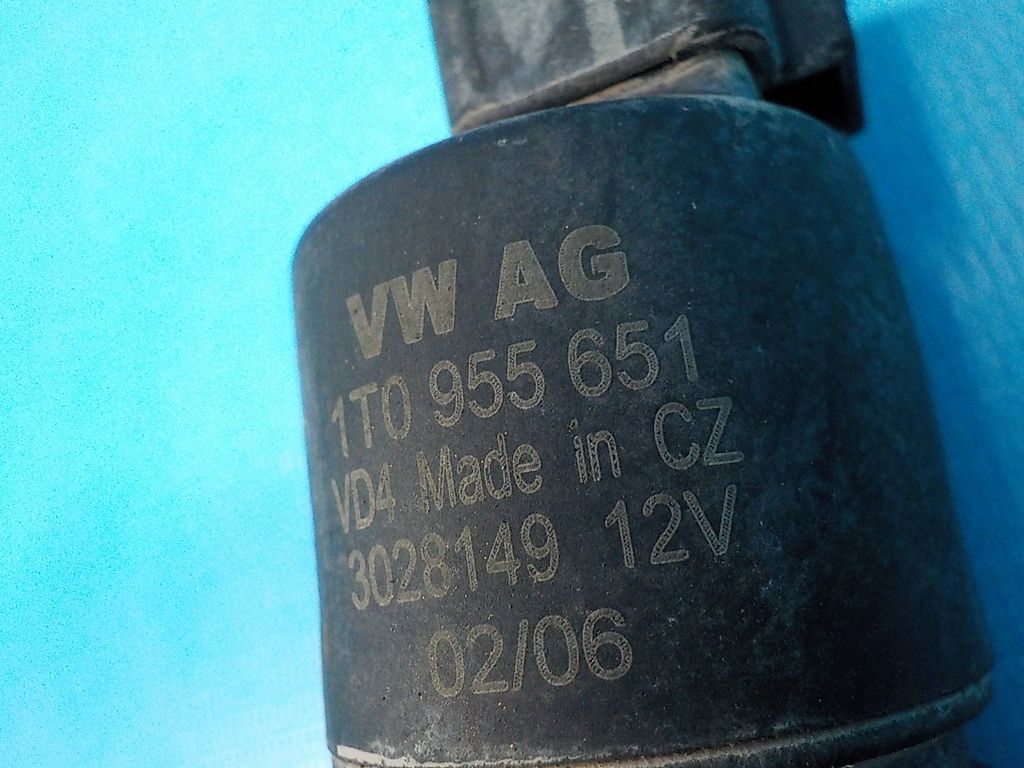 VW AG
1T0 955 651
VD4 Made in CZ
3028149 12V
02/06